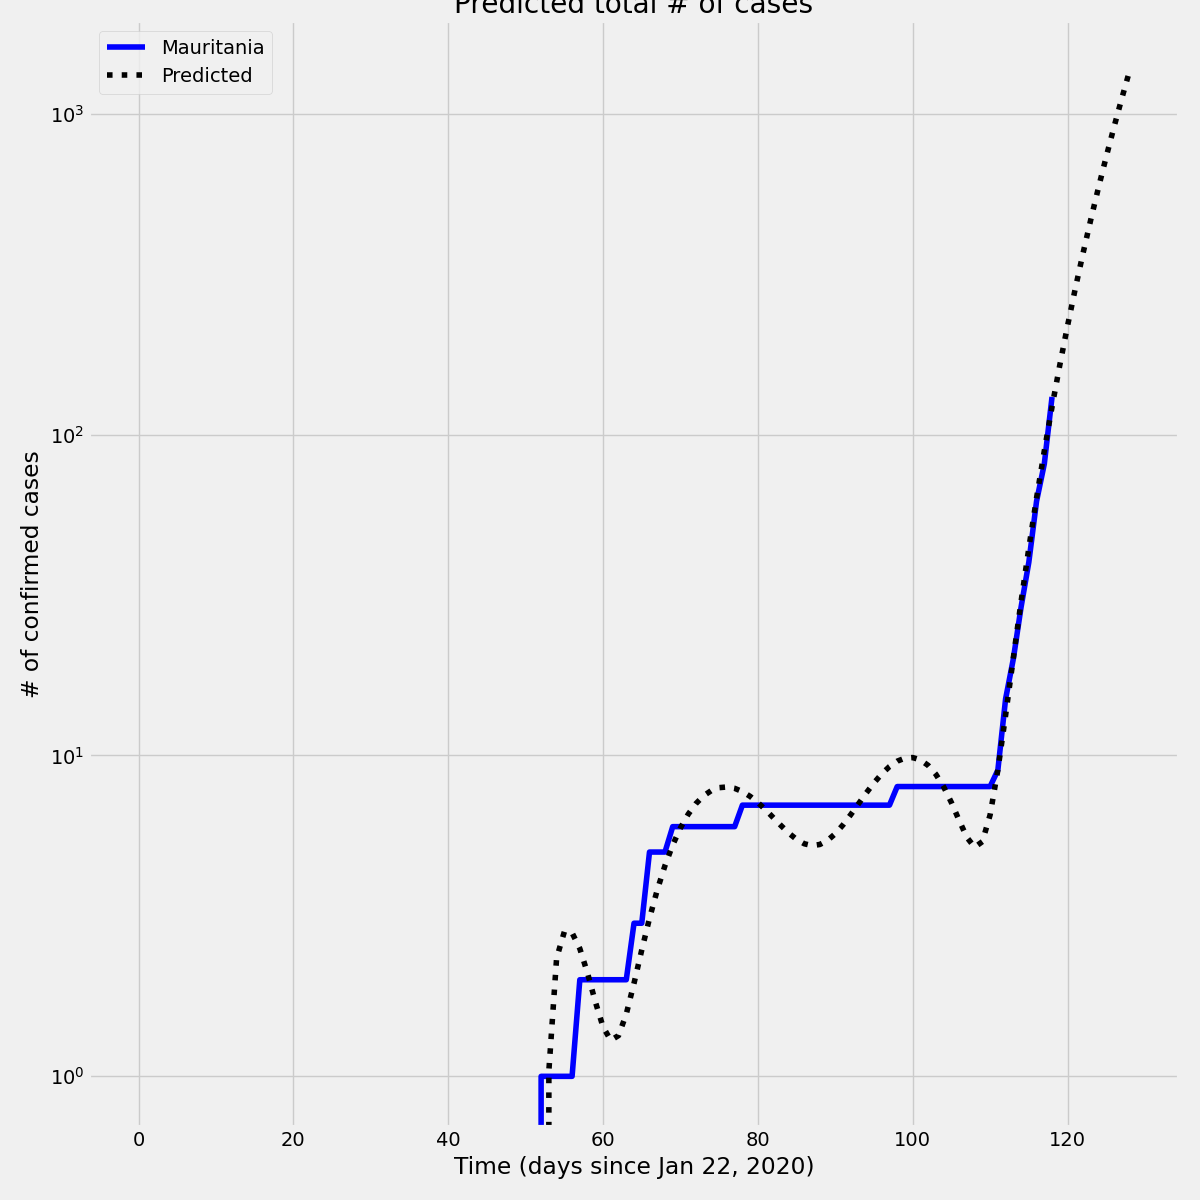 Predicted total # of cases
Mauritania
Predicted
10³
10²
10¹
10⁰
# of confirmed cases
0 20 40 60 80 100 120
Time (days since Jan 22, 2020)